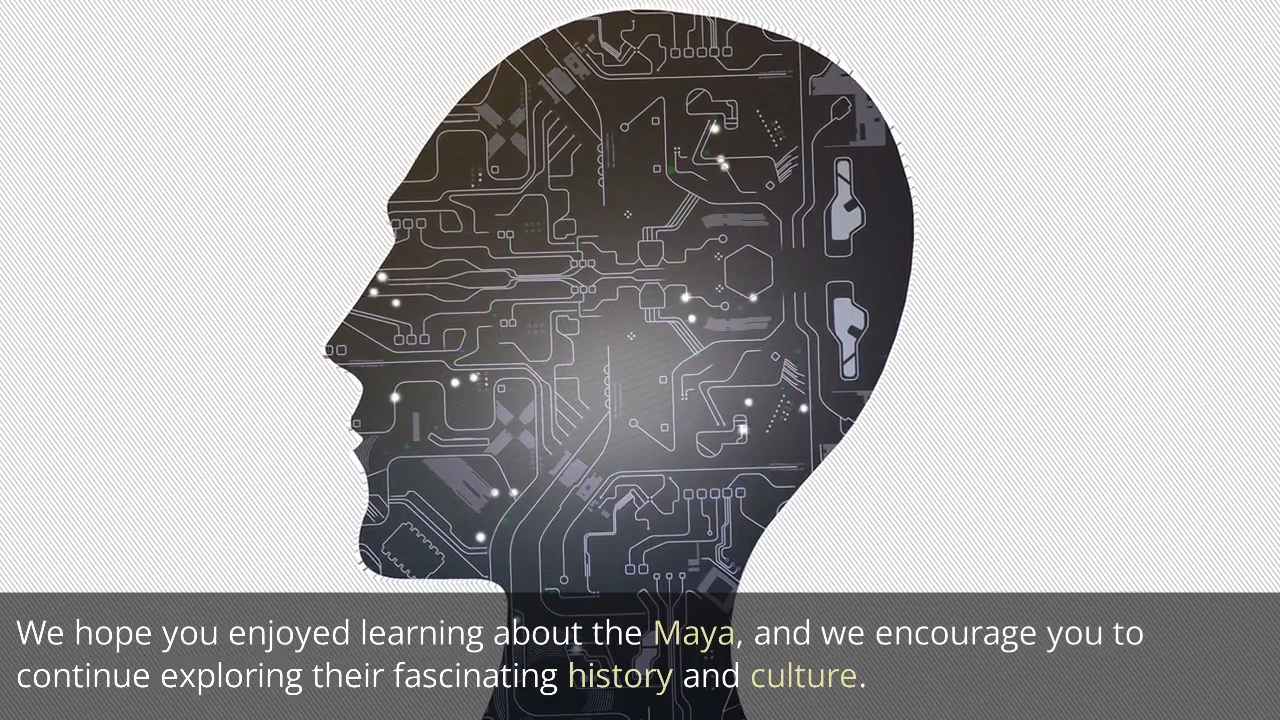 We hope you enjoyed learning about the Maya, and we encourage you to
continue exploring their fascinating history and culture.